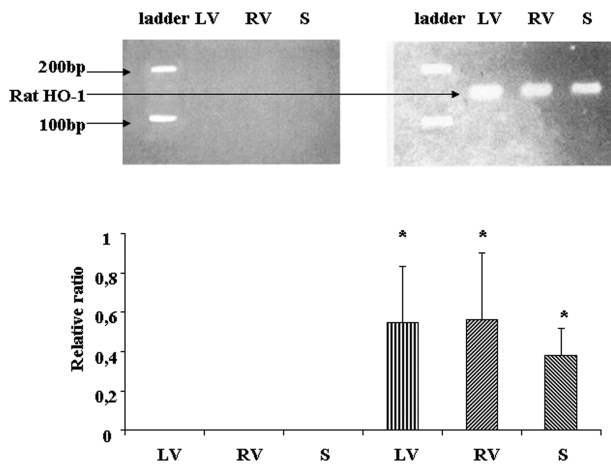 ladder LV RV S
ladder LV RV S
200bp
Rat HO-1
100bp
Relative ratio
1
0,8
0,6
0,4
0,2
0
* * *
LV RV S LV RV S